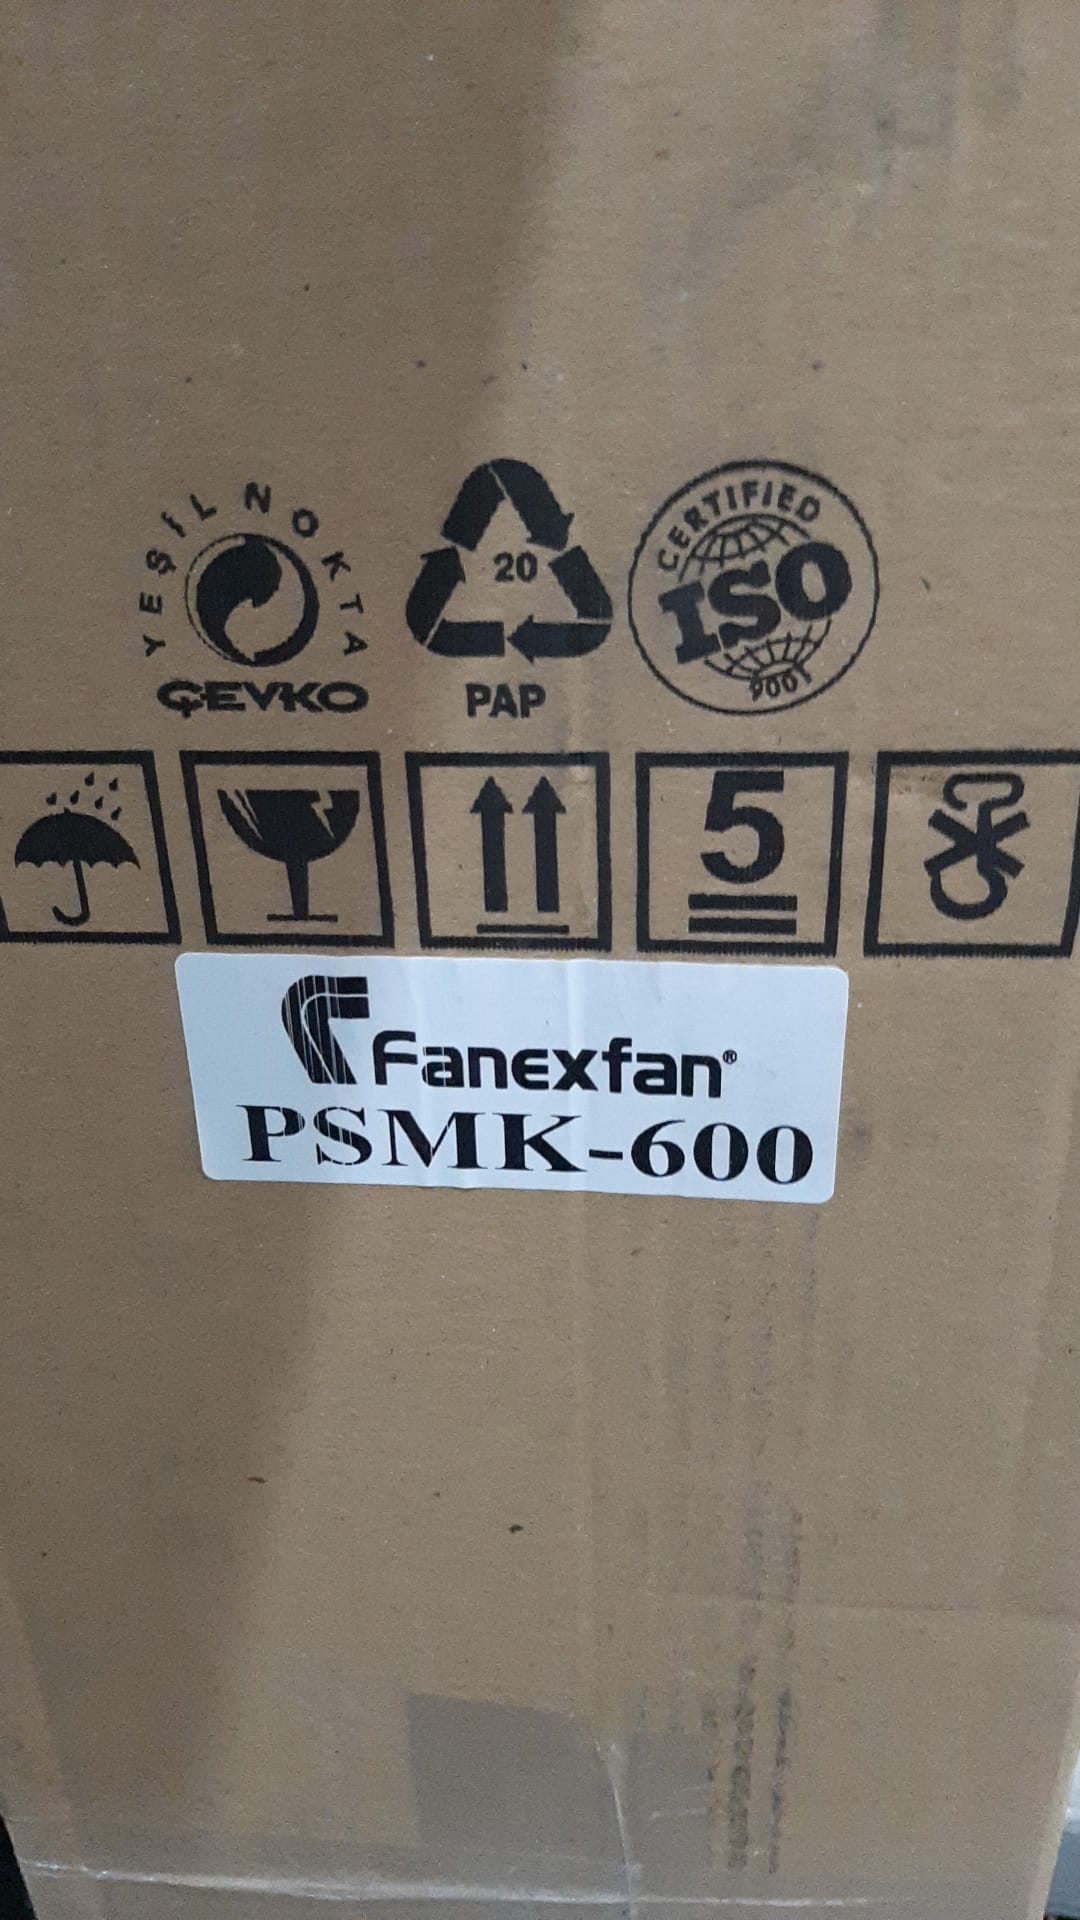 YEŞİL NOKTA
ÇEVKO
20
PAP
CERTIFIED
ISO
9001
5
Fanexfan®
PSMK-600